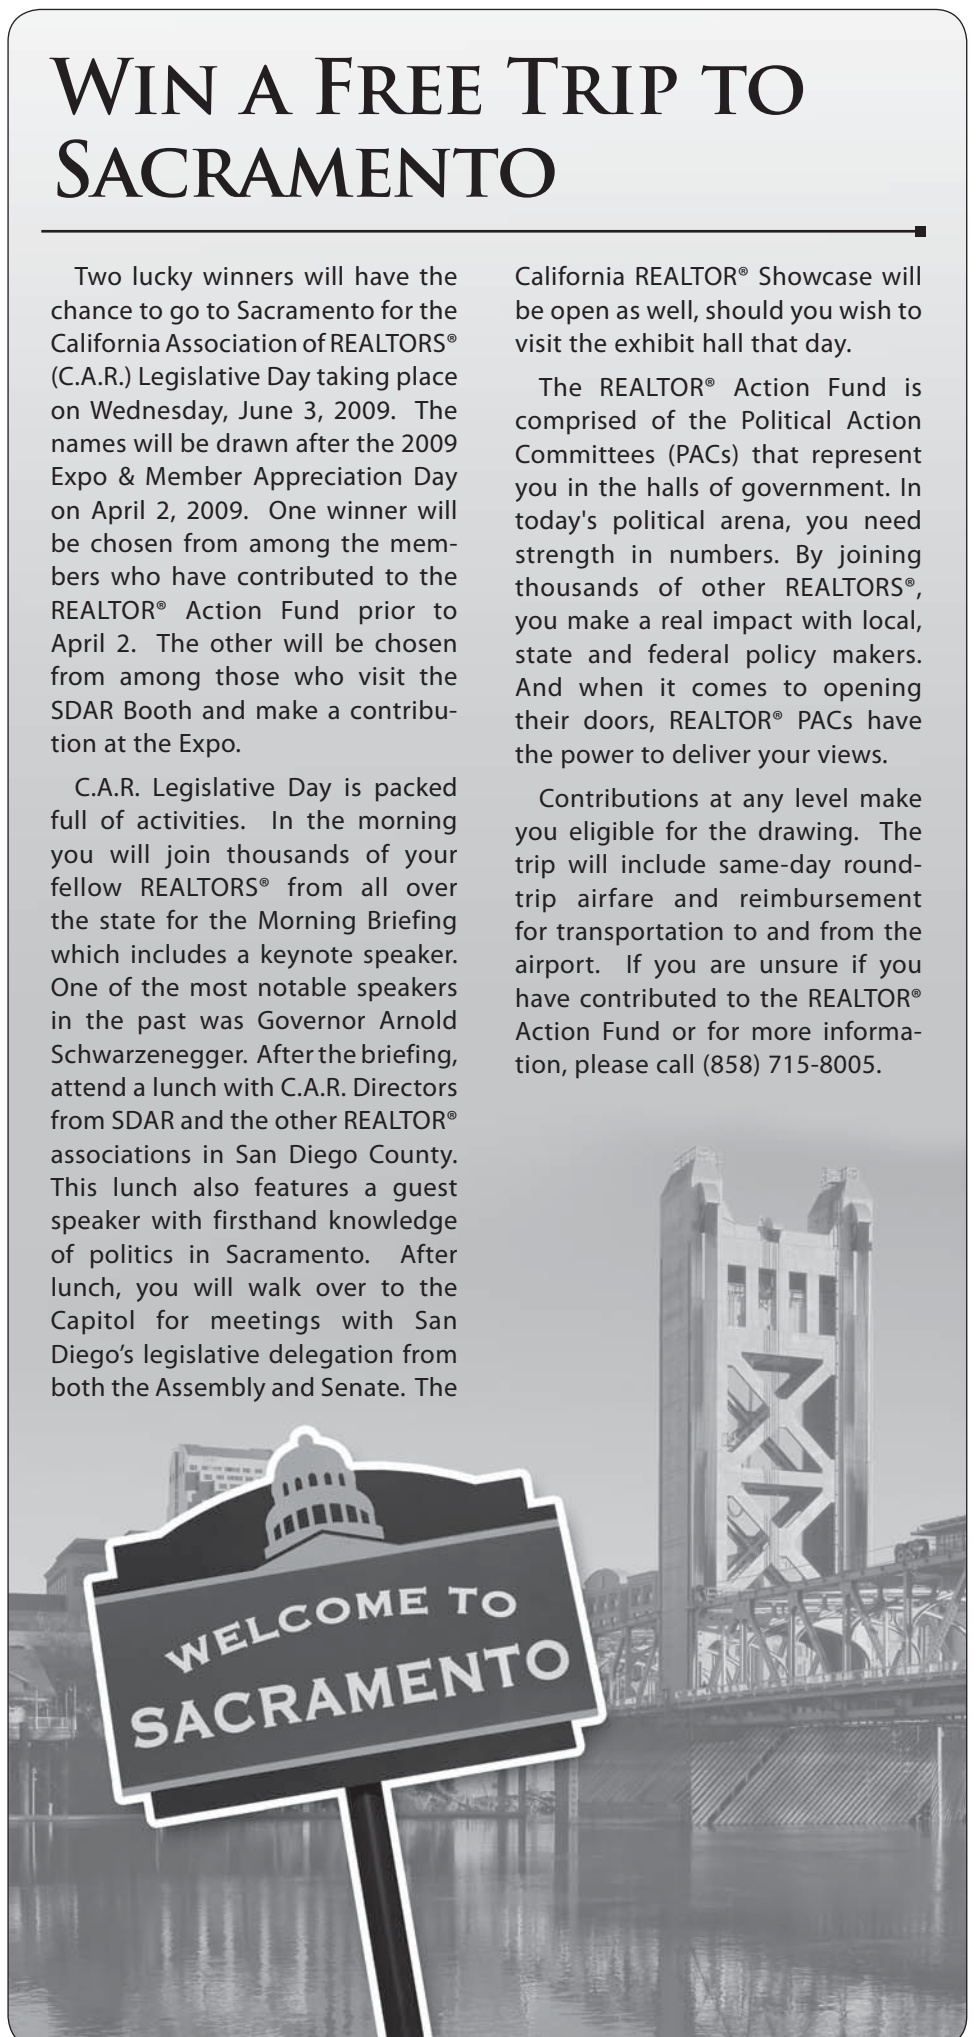 WIN A FREE TRIP TO
SACRAMENTO
Two lucky winners will have the
chance to go to Sacramento for the
California Association of REALTORS®
(C.A.R.) Legislative Day taking place
on Wednesday, June 3, 2009. The
names will be drawn after the 2009
Expo & Member Appreciation Day
on April 2, 2009. One winner will
be chosen from among the mem-
bers who have contributed to the
REALTOR® Action Fund prior to
April 2. The other will be chosen
from among those who visit the
SDAR Booth and make a contribu-
tion at the Expo.
C.A.R. Legislative Day is packed
full of activities. In the morning
you will join thousands of your
fellow REALTORS® from all over
the state for the Morning Briefing
which includes a keynote speaker.
One of the most notable speakers
in the past was Governor Arnold
Schwarzenegger. After the briefing,
attend a lunch with C.A.R. Directors
from SDAR and the other REALTOR®
associations in San Diego County.
This lunch also features a guest
speaker with firsthand knowledge
of politics in Sacramento. After
lunch, you will walk over to the
Capitol for meetings with San
Diego’s legislative delegation from
both the Assembly and Senate. The
California REALTOR® Showcase will
be open as well, should you wish to
visit the exhibit hall that day.
The REALTOR® Action Fund is
comprised of the Political Action
Committees (PACs) that represent
you in the halls of government. In
today's political arena, you need
strength in numbers. By joining
thousands of other REALTORS®,
you make a real impact with local,
state and federal policy makers.
And when it comes to opening
their doors, REALTOR® PACs have
the power to deliver your views.
Contributions at any level make
you eligible for the drawing. The
trip will include same-day round-
trip airfare and reimbursement
for transportation to and from the
airport. If you are unsure if you
have contributed to the REALTOR®
Action Fund or for more informa-
tion, please call (858) 715-8005.
WELCOME TO
SACRAMENTO